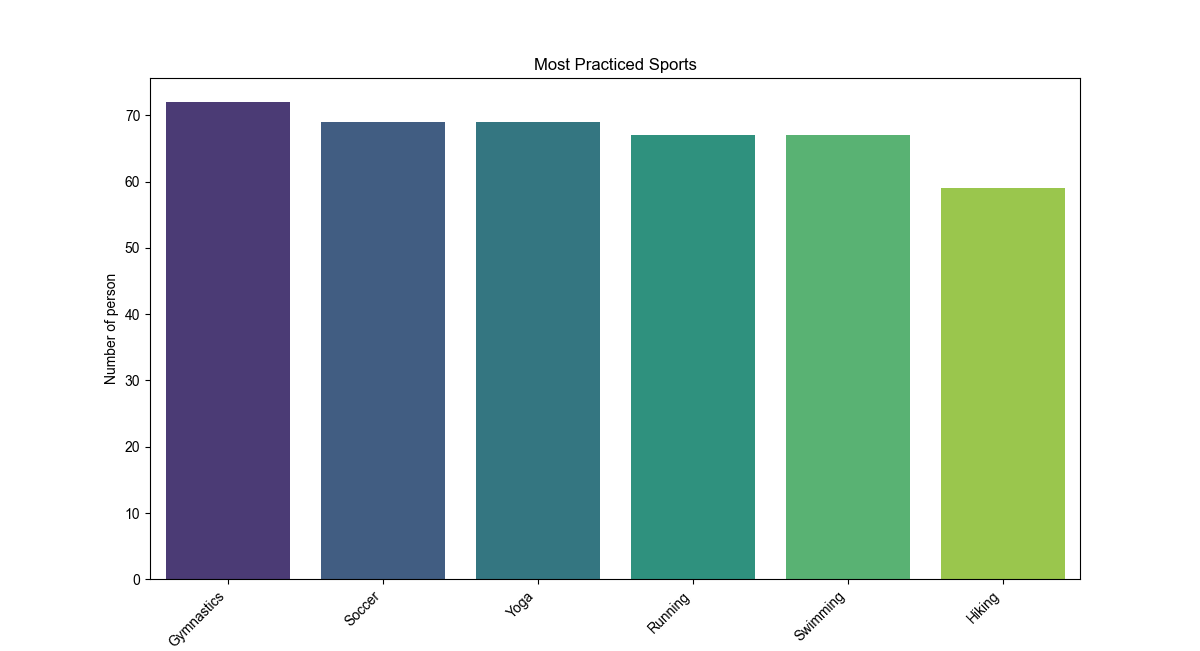 Most Practiced Sports
Number of person
70
60
50
40
30
20
10
0
Gymnastics
Soccer
Yoga
Running
Swimming
Hiking